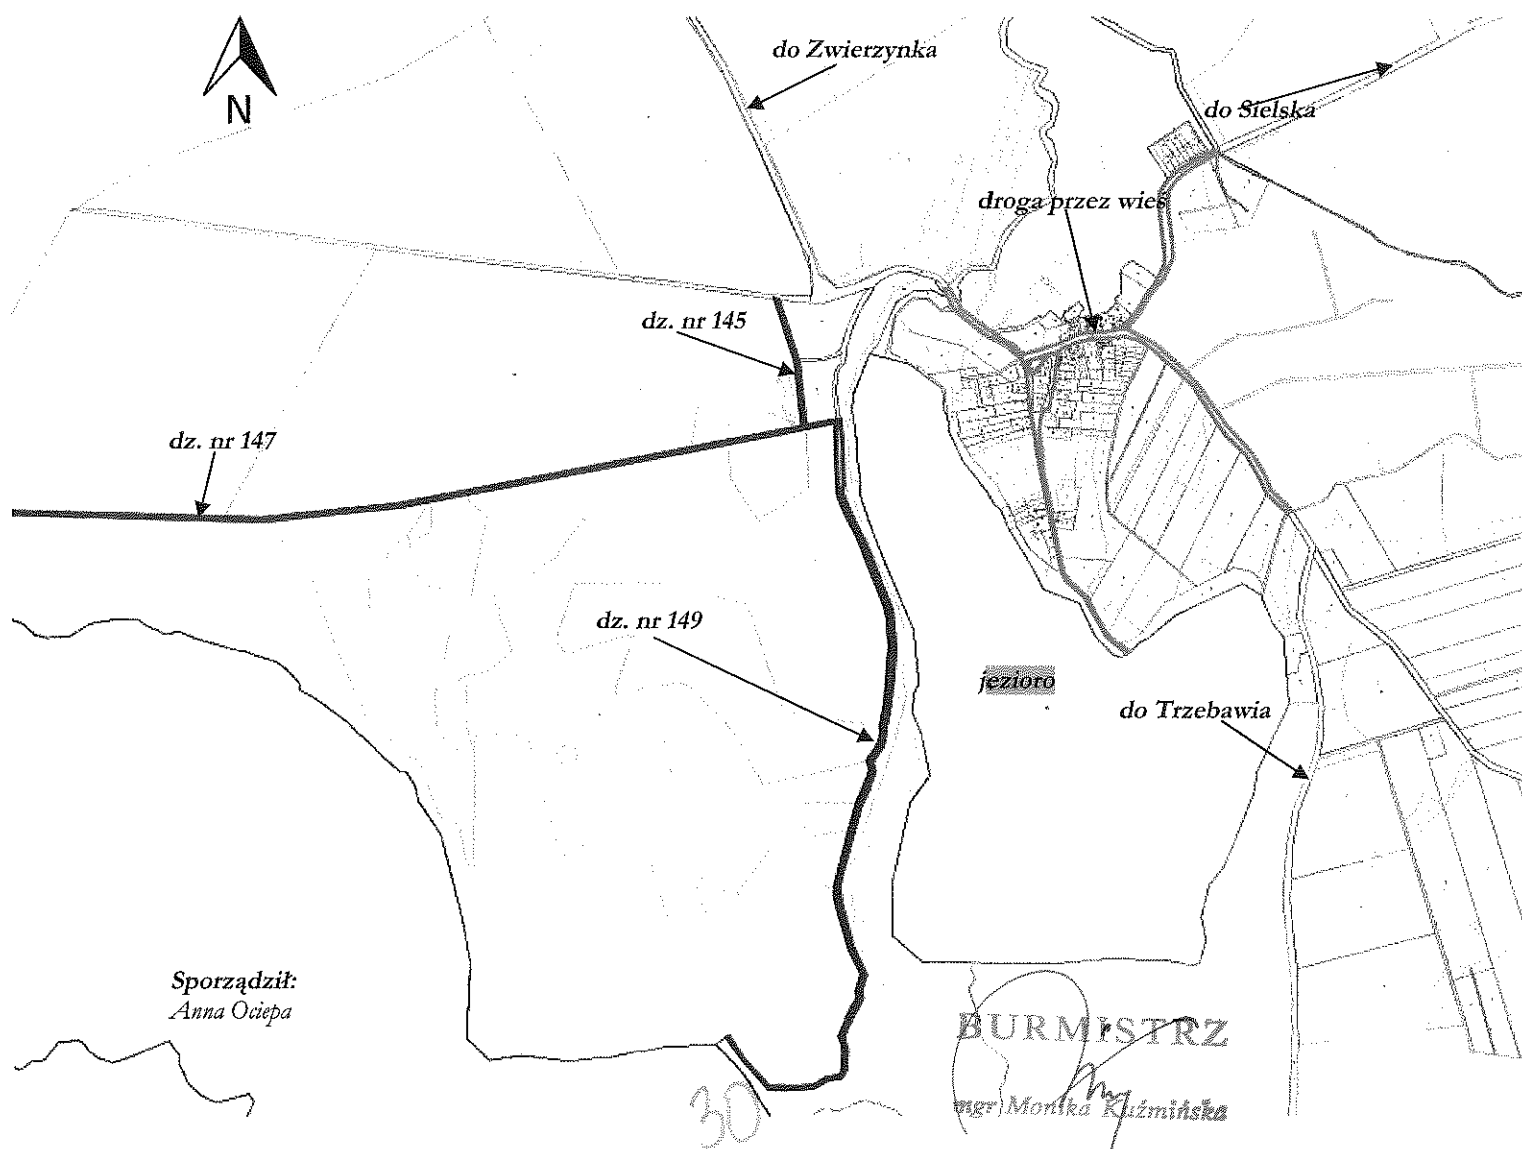 do Zwierzynka
N
do Sielska
droga przez wieś
dz. nr 145
dz. nr 147
dz. nr 149
jezioro
do Trzebawia
Sporządził:
Anna Ociepa
BURMISTRZ
mgr Monika Kuźmińska
30